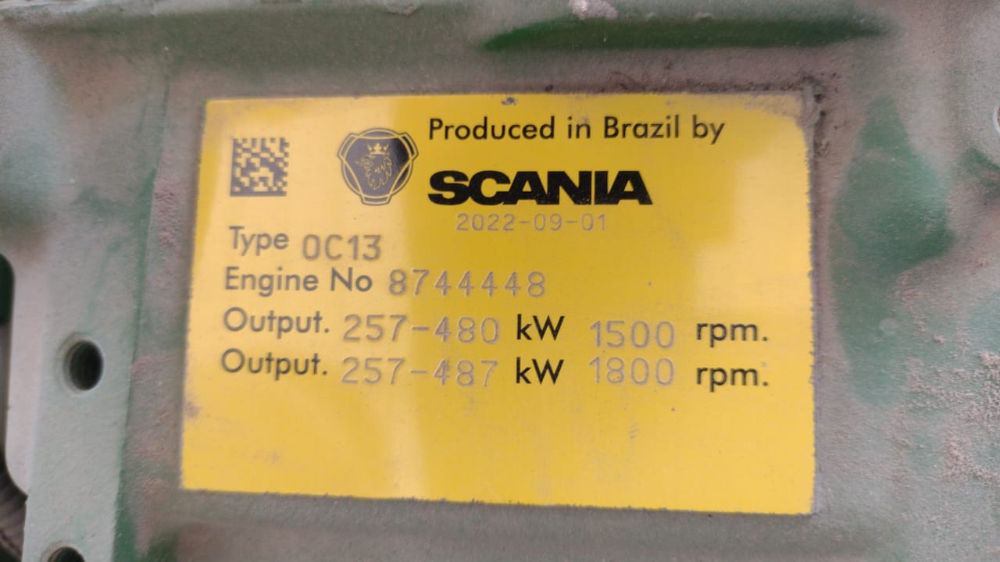 Produced in Brazil by
SCANIA
2022-09-01
Type 0C13
Engine No 8744448
Output. 257-480 kW 1500 rpm.
Output. 257-487 kW 1800 rpm.